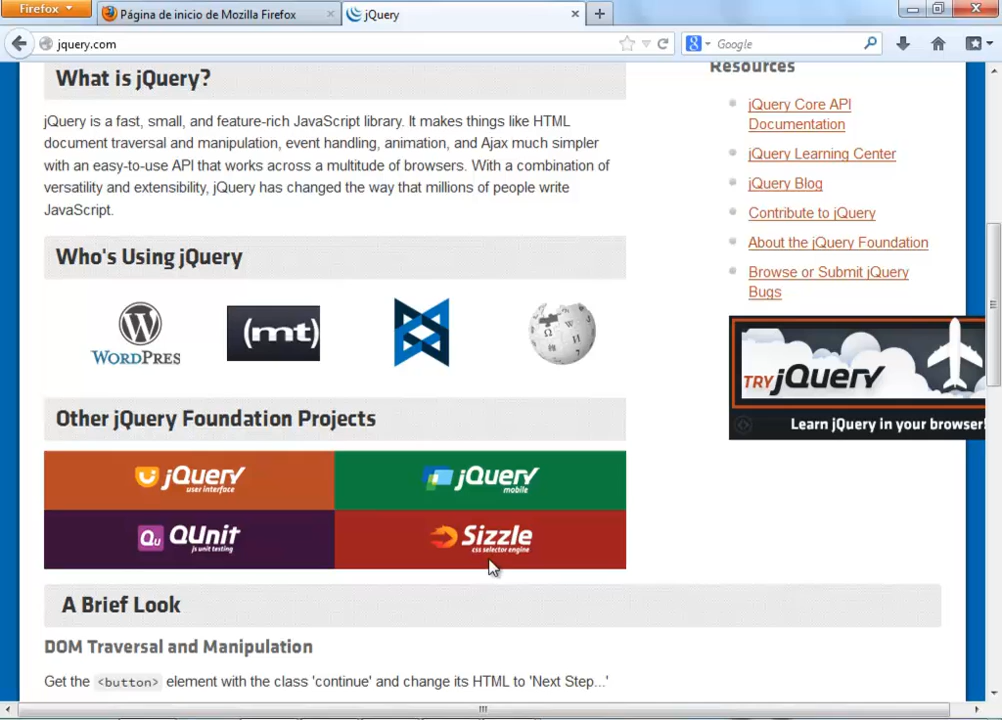 Firefox
Página de inicio de Mozilla Firefox
jQuery
jquery.com
Google
What is jQuery?
jQuery is a fast, small, and feature-rich JavaScript library. It makes things like HTML
document traversal and manipulation, event handling, animation, and Ajax much simpler
with an easy-to-use API that works across a multitude of browsers. With a combination of
versatility and extensibility, jQuery has changed the way that millions of people write
JavaScript.
Who's Using jQuery
WORDPRES
(mt)
Other jQuery Foundation Projects
jQuery
user interface
jQuery
mobile
Qu QUnit
js unit testing
Sizzle
css selector engine
A Brief Look
DOM Traversal and Manipulation
Get the <button> element with the class 'continue' and change its HTML to 'Next Step...'
Resources
jQuery Core API
Documentation
jQuery Learning Center
jQuery Blog
Contribute to jQuery
About the jQuery Foundation
Browse or Submit jQuery
Bugs
TRY jQuery
Learn jQuery in your browser!